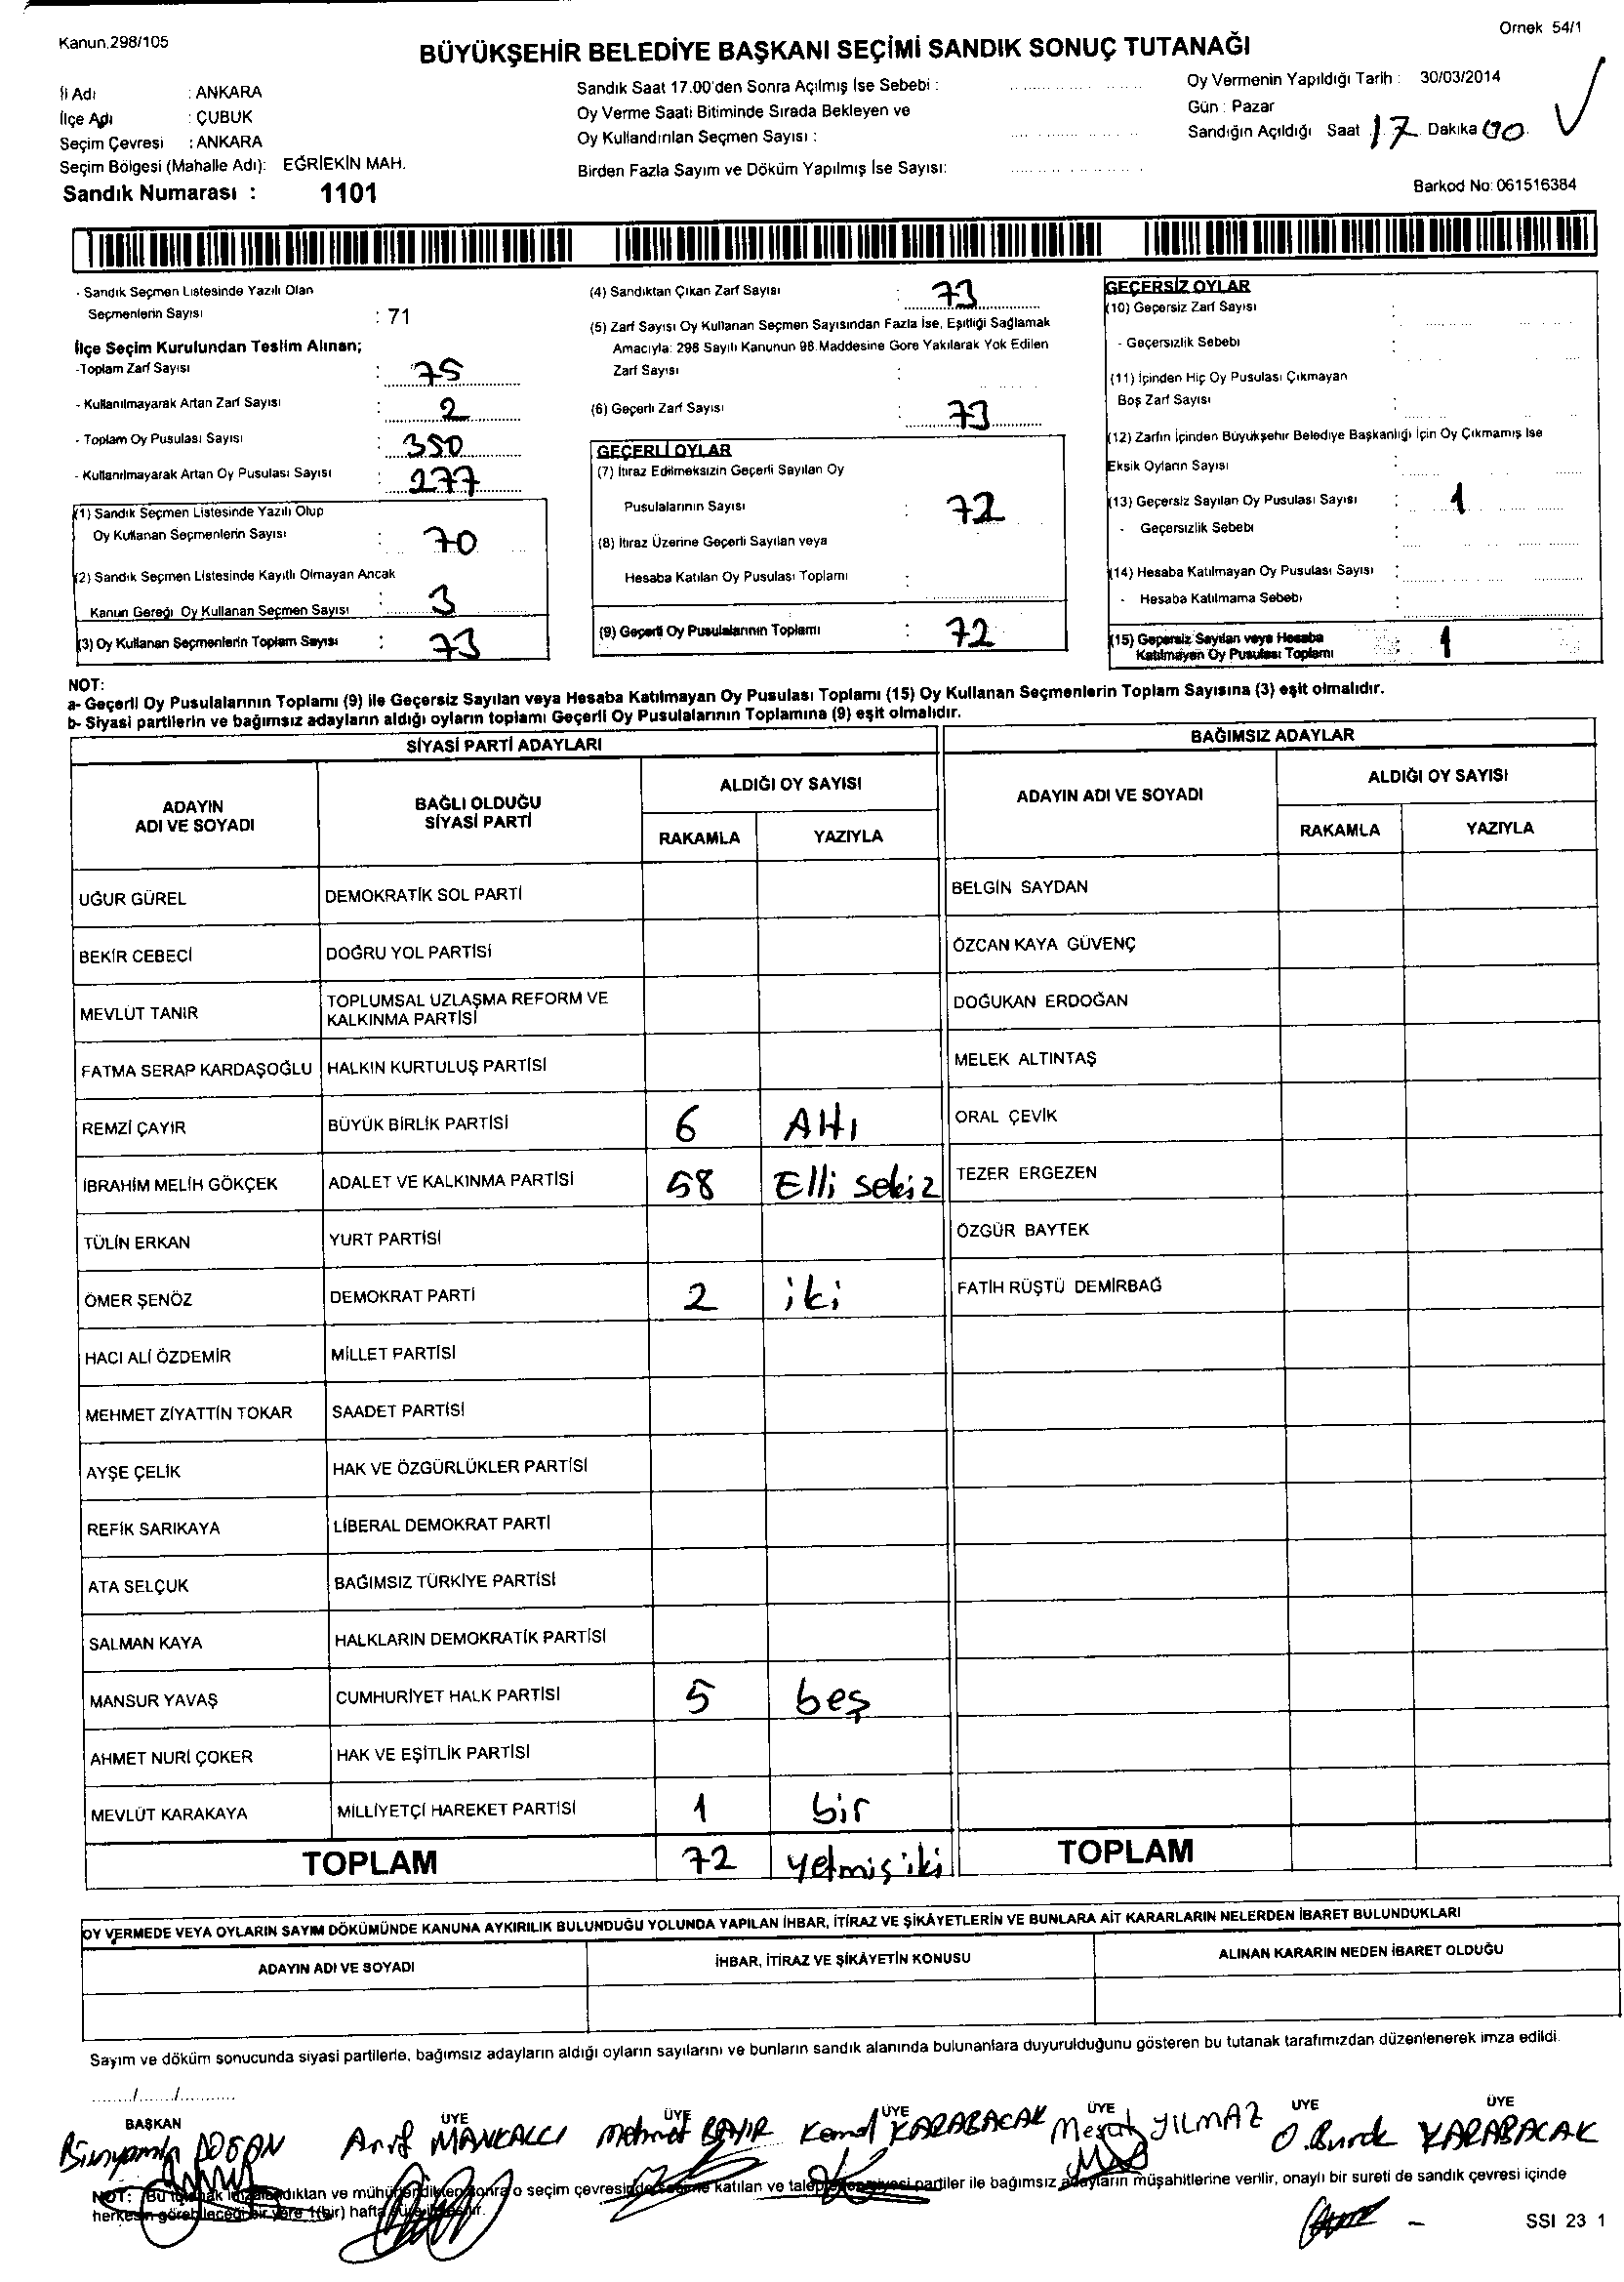 Kanun.298/105
Örnek 54/1
BÜYÜKŞEHİR BELEDİYE BAŞKANI SEÇİMİ SANDIK SONUÇ TUTANAĞI
İli Adı : ANKARA
İlçe Adı : ÇUBUK
Seçim Çevresi : ANKARA
Seçim Bölgesi (Mahalle Adı): EĞRİEKİN MAH.
Sandık Numarası : 1101
Sandık Saat 17.00'den Sonra Açılmış İse Sebebi :
Oy Verme Saati Bitiminde Sırada Bekleyen ve
Oy Kullandırılan Seçmen Sayısı :
Birden Fazla Sayım ve Döküm Yapılmış İse Sayısı:
Oy Vermenin Yapıldığı Tarih : 30/03/2014
Gün : Pazar
Sandığın Açıldığı Saat 17 Dakika 00
Barkod No: 061516384
- Sandık Seçmen Listesinde Yazılı Olan
Seçmenlerin Sayısı : 71
İlçe Seçim Kurulundan Teslim Alınan;
-Toplam Zarf Sayısı : 75
- Kullanılmayarak Artan Zarf Sayısı : 2
- Toplam Oy Pusulası Sayısı : 350
- Kullanılmayarak Artan Oy Pusulası Sayısı : 277
(1) Sandık Seçmen Listesinde Yazılı Olup
Oy Kullanan Seçmenlerin Sayısı : 70
(2) Sandık Seçmen Listesinde Kayıtlı Olmayan Ancak
Kanun Gereği Oy Kullanan Seçmen Sayısı : 3
(3) Oy Kullanan Seçmenlerin Toplam Sayısı : 73
(4) Sandıktan Çıkan Zarf Sayısı : 73
(5) Zarf Sayısı Oy Kullanan Seçmen Sayısından Fazla İse, Eşitliği Sağlamak
Amacıyla: 298 Sayılı Kanunun 98.Maddesine Göre Yakılarak Yok Edilen
Zarf Sayısı :
(6) Geçerli Zarf Sayısı : 73
GEÇERLİ OYLAR
(7) İtiraz Edilmeksizin Geçerli Sayılan Oy
Pusulalarının Sayısı : 72
(8) İtiraz Üzerine Geçerli Sayılan veya
Hesaba Katılan Oy Pusulası Toplamı :
(9) Geçerli Oy Pusulalarının Toplamı : 72
GEÇERSİZ OYLAR
(10) Geçersiz Zarf Sayısı :
- Geçersizlik Sebebi :
(11) İçinden Hiç Oy Pusulası Çıkmayan
Boş Zarf Sayısı :
(12) Zarfın İçinden Büyükşehir Belediye Başkanlığı İçin Oy Çıkmamış İse
Eksik Oyların Sayısı :
(13) Geçersiz Sayılan Oy Pusulası Sayısı : 1
- Geçersizlik Sebebi :
(14) Hesaba Katılmayan Oy Pusulası Sayısı :
- Hesaba Katılmama Sebebi :
(15) Geçersiz Sayılan veya Hesaba
Katılmayan Oy Pusulası Toplamı : 1
NOT:
a- Geçerli Oy Pusulalarının Toplamı (9) ile Geçersiz Sayılan veya Hesaba Katılmayan Oy Pusulası Toplamı (15) Oy Kullanan Seçmenlerin Toplam Sayısına (3) eşit olmalıdır.
b- Siyasi partilerin ve bağımsız adayların aldığı oyların toplamı Geçerli Oy Pusulalarının Toplamına (9) eşit olmalıdır.
SİYASİ PARTİ ADAYLARI
BAĞIMSIZ ADAYLAR
ADAYIN ADI VE SOYADI
BAĞLI OLDUĞU SİYASİ PARTİ
ALDIĞI OY SAYISI
RAKAMLA YAZIYLA
ADAYIN ADI VE SOYADI
ALDIĞI OY SAYISI
RAKAMLA YAZIYLA
UĞUR GÜREL DEMOKRATİK SOL PARTİ BELGİN SAYDAN
BEKİR CEBECİ DOĞRU YOL PARTİSİ ÖZCAN KAYA GÜVENÇ
MEVLÜT TANIR TOPLUMSAL UZLAŞMA REFORM VE KALKINMA PARTİSİ DOĞUKAN ERDOĞAN
FATMA SERAP KARDAŞOĞLU HALKIN KURTULUŞ PARTİSİ MELEK ALTINTAŞ
REMZİ ÇAYIR BÜYÜK BİRLİK PARTİSİ 6 Altı ORAL ÇEVİK
İBRAHİM MELİH GÖKÇEK ADALET VE KALKINMA PARTİSİ 58 Elli sekiz TEZER ERGEZEN
TÜLİN ERKAN YURT PARTİSİ ÖZGÜR BAYTEK
ÖMER ŞENÖZ DEMOKRAT PARTİ 2 iki FATİH RÜŞTÜ DEMİRBAĞ
HACI ALİ ÖZDEMİR MİLLET PARTİSİ
MEHMET ZİYATTİN TOKAR SAADET PARTİSİ
AYŞE ÇELİK HAK VE ÖZGÜRLÜKLER PARTİSİ
REFİK SARIKAYA LİBERAL DEMOKRAT PARTİ
ATA SELÇUK BAĞIMSIZ TÜRKİYE PARTİSİ
SALMAN KAYA HALKLARIN DEMOKRATİK PARTİSİ
MANSUR YAVAŞ CUMHURİYET HALK PARTİSİ 5 beş
AHMET NURİ ÇOKER HAK VE EŞİTLİK PARTİSİ
MEVLÜT KARAKAYA MİLLİYETÇİ HAREKET PARTİSİ 1 bir
TOPLAM 72 yetmiş iki TOPLAM
OY VERMEDE VEYA OYLARIN SAYIM DÖKÜMÜNDE KANUNA AYKIRILIK BULUNDUĞU YOLUNDA YAPILAN İHBAR, İTİRAZ VE ŞİKÂYETLERİN VE BUNLARA AİT KARARLARIN NELERDEN İBARET BULUNDUKLARI
ADAYIN ADI VE SOYADI İHBAR, İTİRAZ VE ŞİKÂYETİN KONUSU ALINAN KARARIN NEDEN İBARET OLDUĞU
Sayım ve döküm sonucunda siyasi partilerle, bağımsız adayların aldığı oyların sayılarını ve bunların sandık alanında bulunanlara duyurulduğunu gösteren bu tutanak tarafımızdan düzenlenerek imza edildi.
......../......../............
BAŞKAN ÜYE ÜYE ÜYE ÜYE ÜYE ÜYE
Bünyamin DOĞAN Arif MANKALCI Mehmet BAYIR Kemal KARABACAK Mesut YILMAZ O.Burak KARABACAK
NOT: Bu tutanak imzalandıktan ve mühürlendikten sonra o seçim çevresinde seçime katılan ve talep eden siyasi partiler ile bağımsız adayların müşahitlerine verilir, onaylı bir sureti de sandık çevresi içinde
herkesin görebileceği bir yere 1(bir) hafta
SSI 23 1